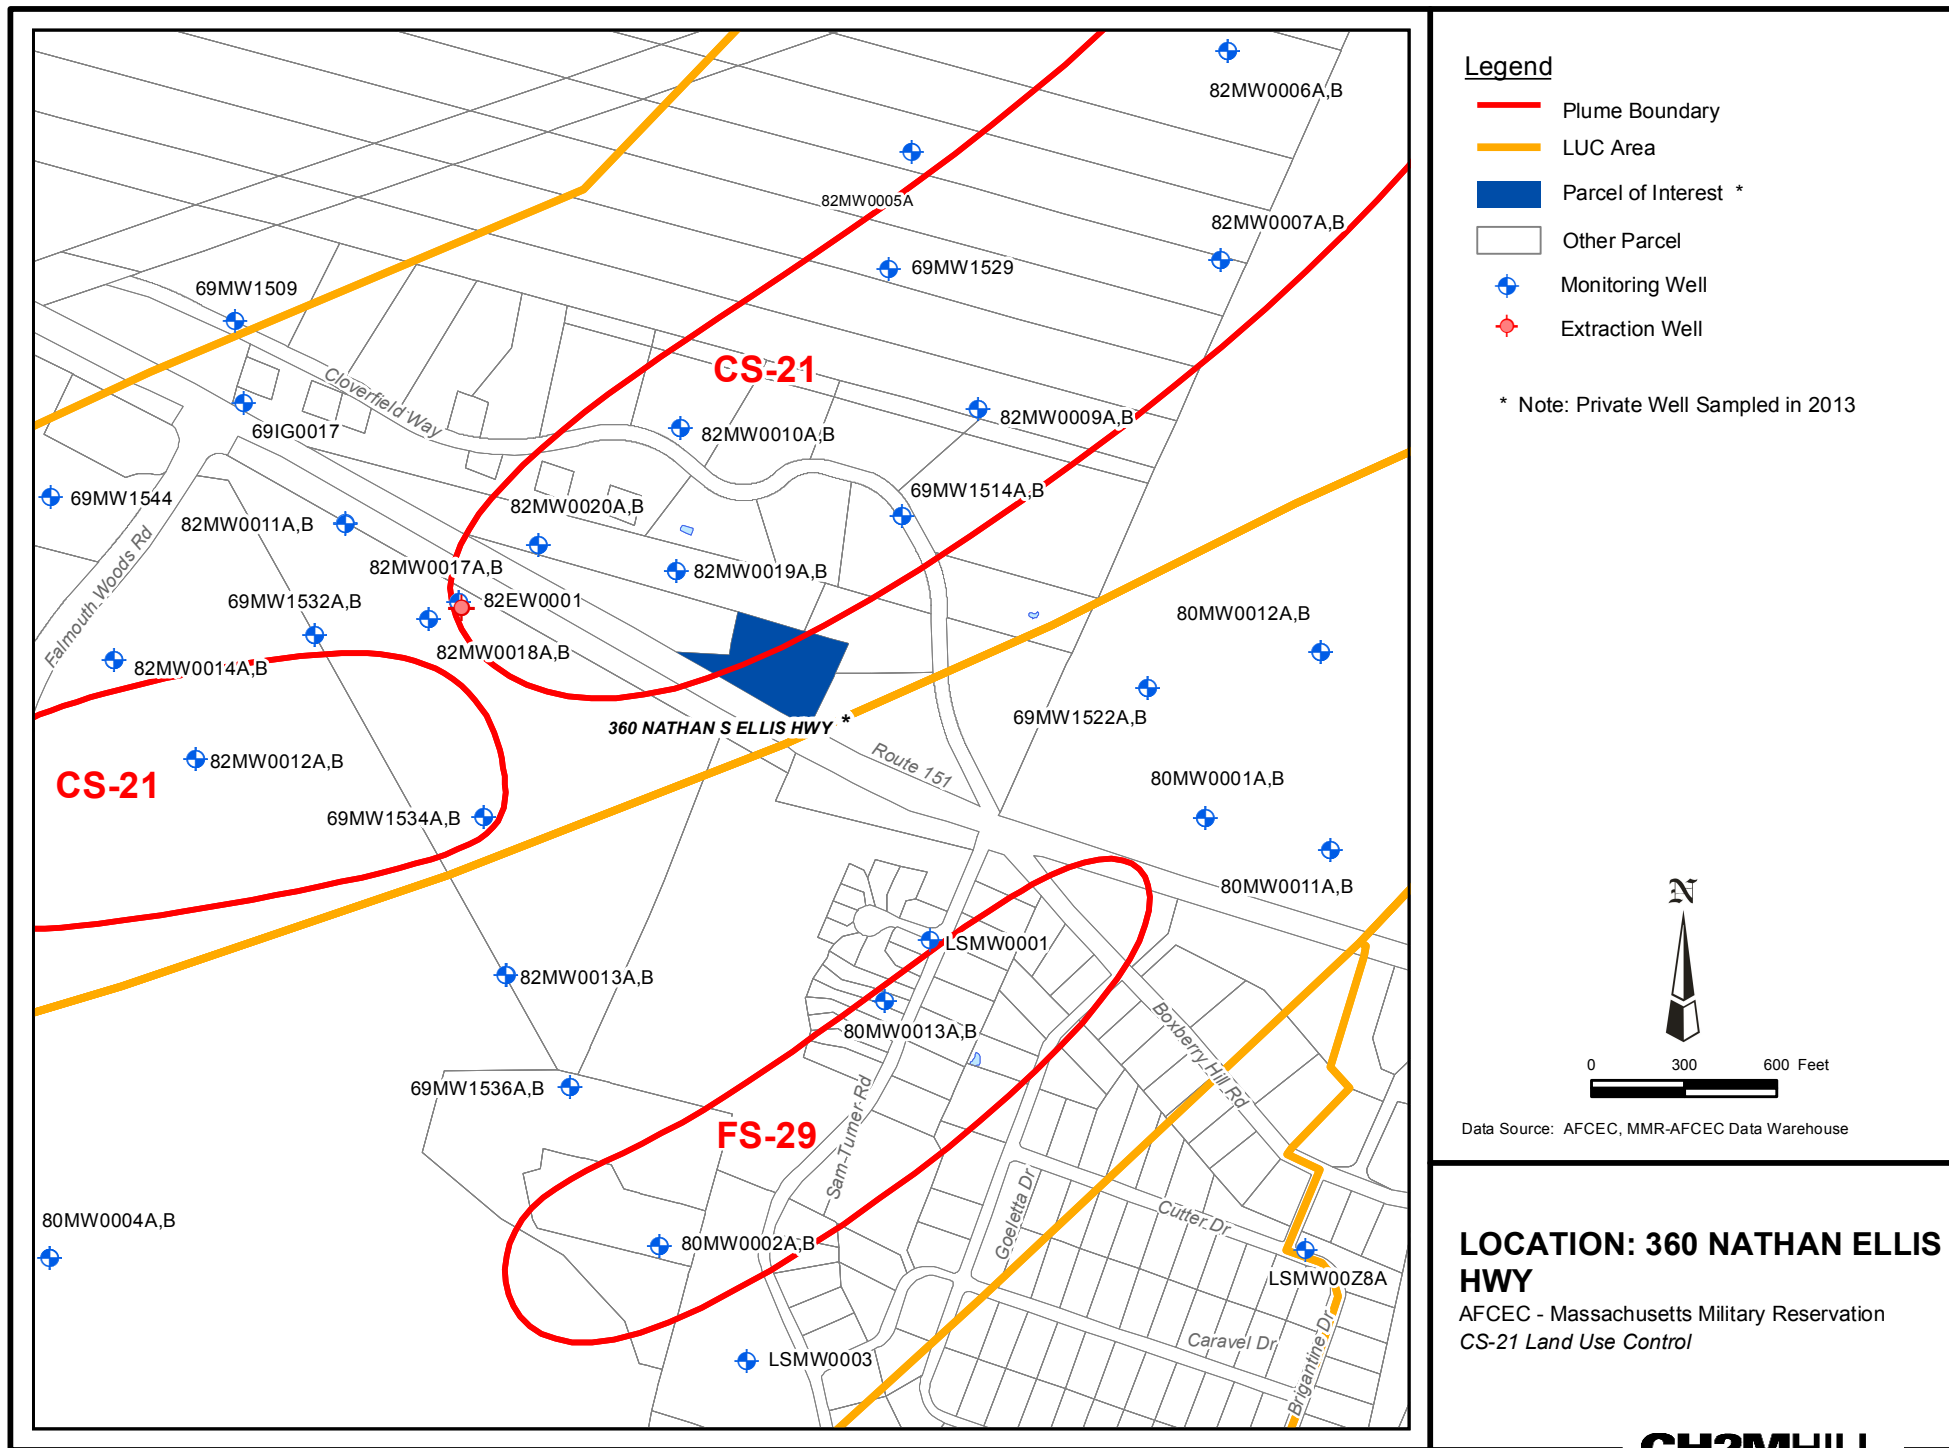 82MW0006A,B
82MW0005A
82MW0007A,B
69MW1529
69MW1509
CS-21
Cloverfield Way
82MW0009A,B
69IG0017
82MW0010A,B
69MW1544
69MW1514A,B
82MW0020A,B
82MW0011A,B
Falmouth Woods Rd
82MW0017A,B
82MW0019A,B
69MW1532A,B
82EW0001
80MW0012A,B
82MW0018A,B
82MW0014A,B
69MW1522A,B
360 NATHAN S ELLIS HWY *
Route 151
82MW0012A,B
CS-21
80MW0001A,B
69MW1534A,B
80MW0011A,B
LSMW0001
82MW0013A,B
Boxberry Hill Rd
80MW0013A,B
69MW1536A,B
Sam Turner Rd
FS-29
Goeletta Dr
Cutter Dr
80MW0004A,B
80MW0002A,B
LSMW00Z8A
Caravel Dr
LSMW0003
Brigantine Dr
Legend
Plume Boundary
LUC Area
Parcel of Interest *
Other Parcel
Monitoring Well
Extraction Well
* Note: Private Well Sampled in 2013
N
0 300 600 Feet
Data Source: AFCEC, MMR-AFCEC Data Warehouse
LOCATION: 360 NATHAN ELLIS
HWY
AFCEC - Massachusetts Military Reservation
CS-21 Land Use Control
CH2MHILL